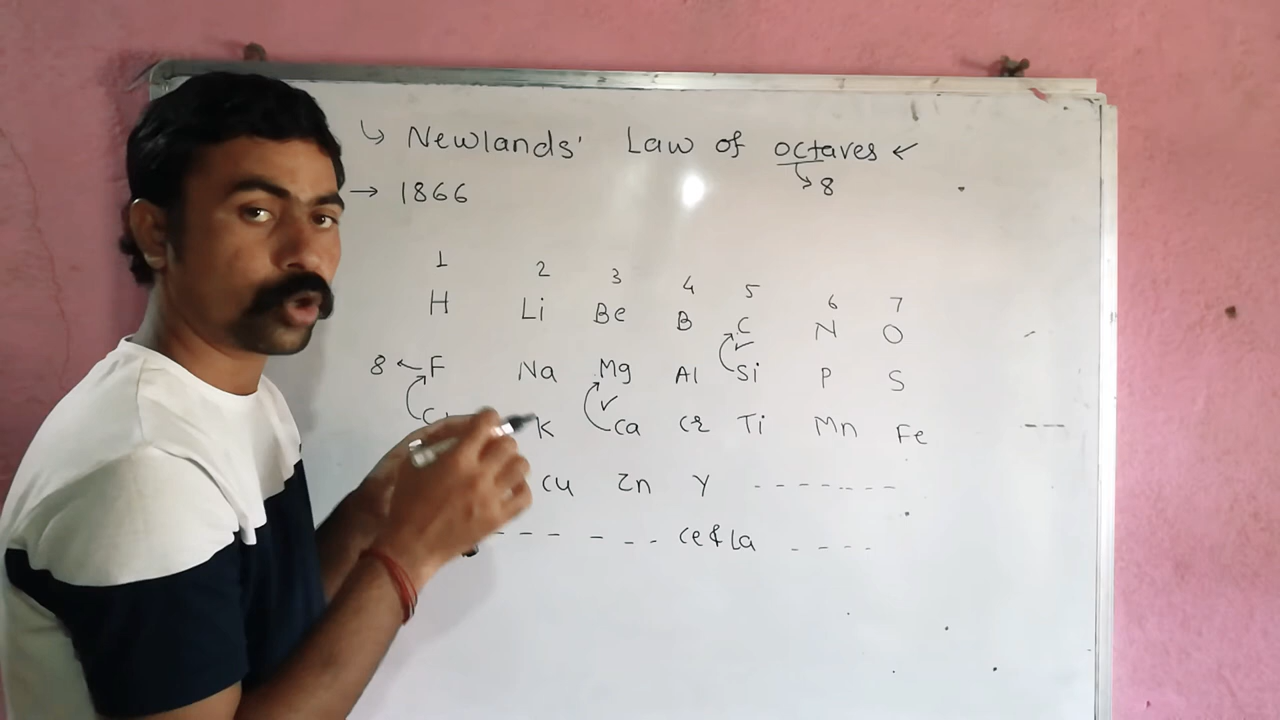 ↳ Newlands' Law of octaves ←
→ 1866 ↳ 8
1 2 3 4 5 6 7
H Li Be B C N O
8 ← F Na Mg Al Si P S
K Ca Cr Ti Mn Fe
Cu Zn Y - - - - - - -
- - - - - - Ce & La - - - -